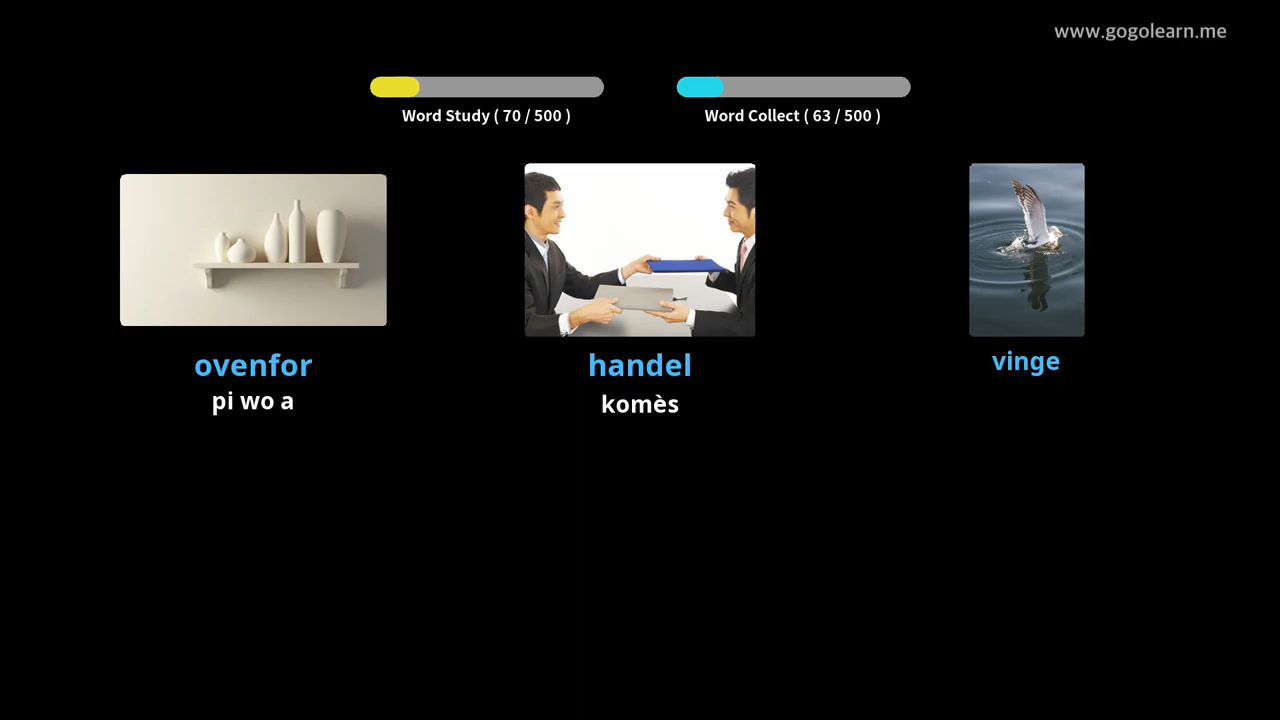 www.gogolearn.me
Word Study ( 70 / 500 )
Word Collect ( 63 / 500 )
ovenfor
pi wo a
handel
komès
vinge